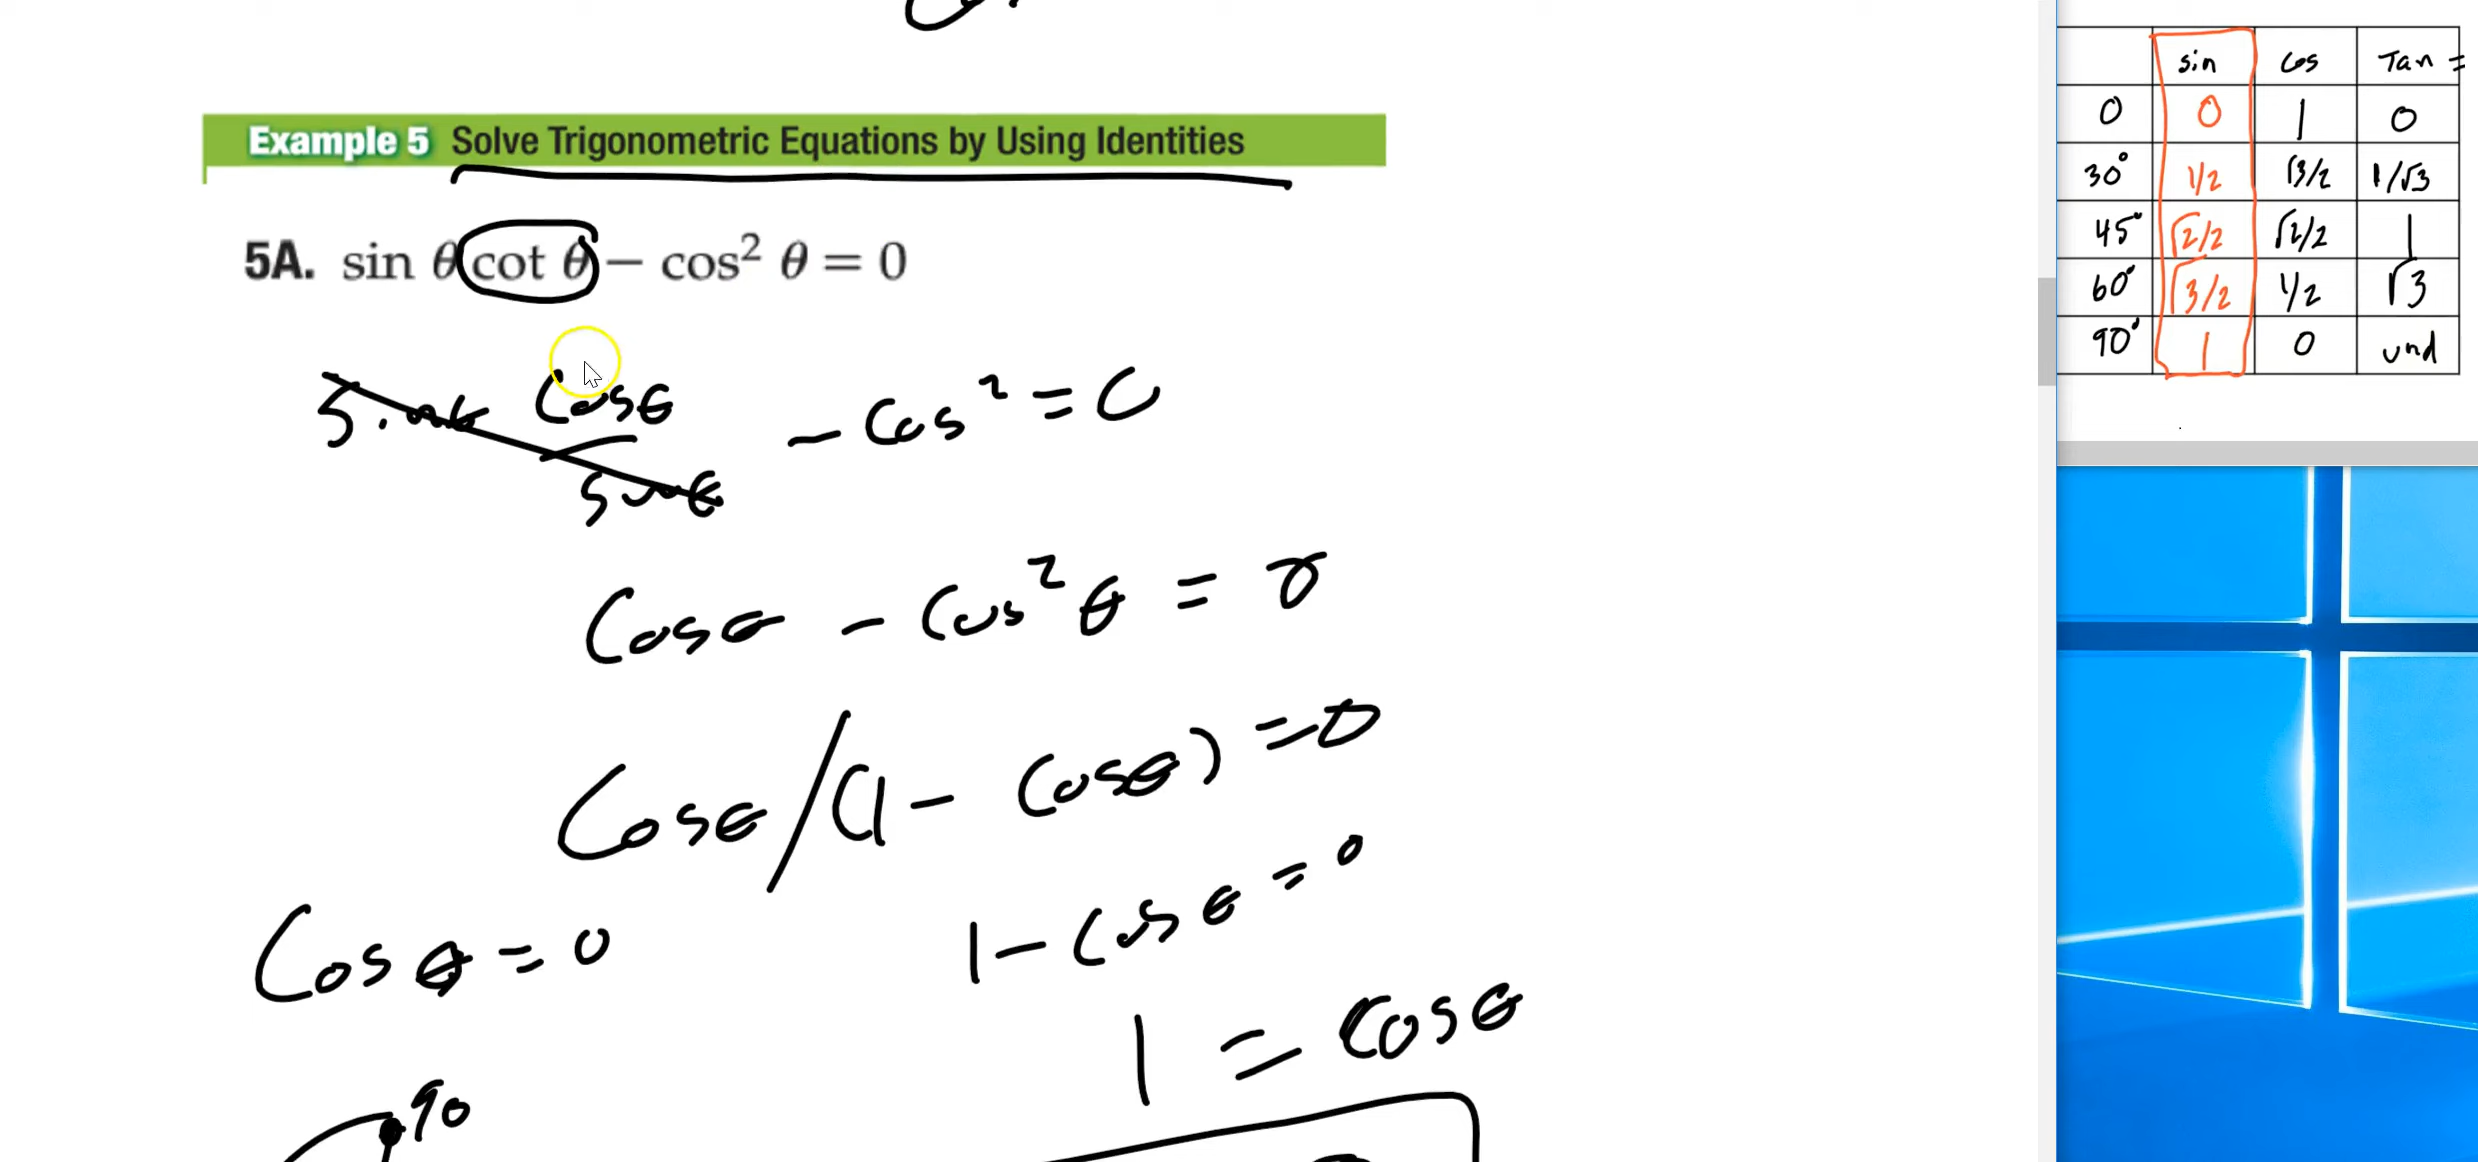 Example 5 Solve Trigonometric Equations by Using Identities
5A. sin θ cot θ − cos² θ = 0
Sinθ Cosθ / Sinθ − Cos² = 0
Cosθ − Cos²θ = 0
Cosθ (1 − Cosθ) = 0
Cosθ = 0
1 − Cosθ = 0
1 = Cosθ
90
sin cos Tan =
0 0 1 0
30° 1/2 √3/2 1/√3
45° √2/2 √2/2 1
60° √3/2 1/2 √3
90° 1 0 und